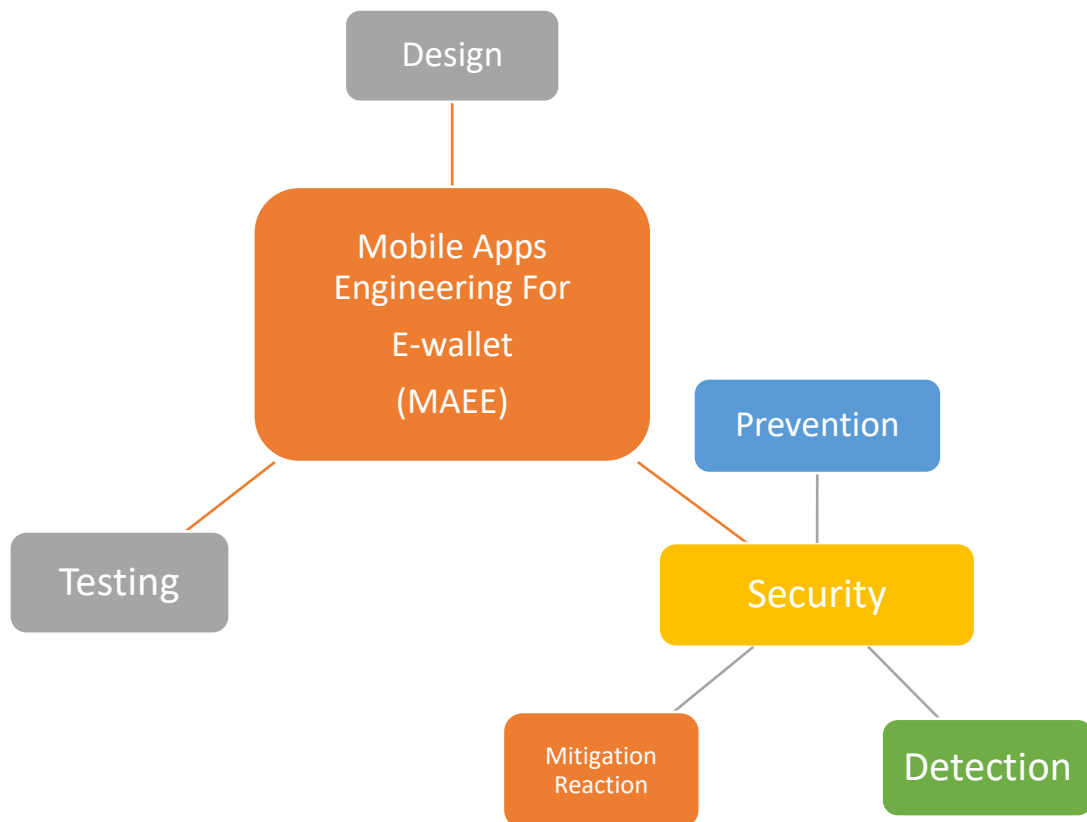 Design
Mobile Apps
Engineering For
E-wallet
(MAEE)
Prevention
Testing
Security
Mitigation
Reaction
Detection